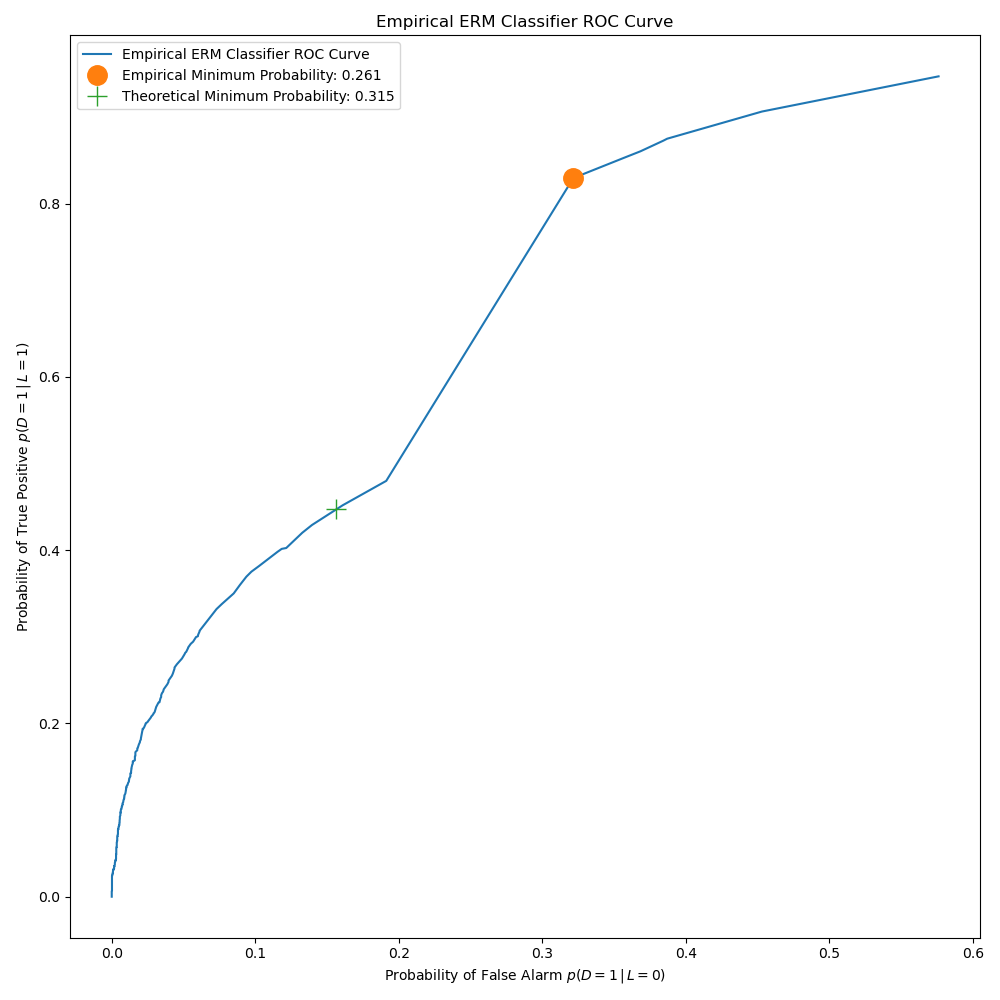 Empirical ERM Classifier ROC Curve
Empirical ERM Classifier ROC Curve
Empirical Minimum Probability: 0.261
Theoretical Minimum Probability: 0.315
Probability of True Positive p(D = 1 | L = 1)
0.8
0.6
0.4
0.2
0.0
0.0 0.1 0.2 0.3 0.4 0.5 0.6
Probability of False Alarm p(D = 1 | L = 0)